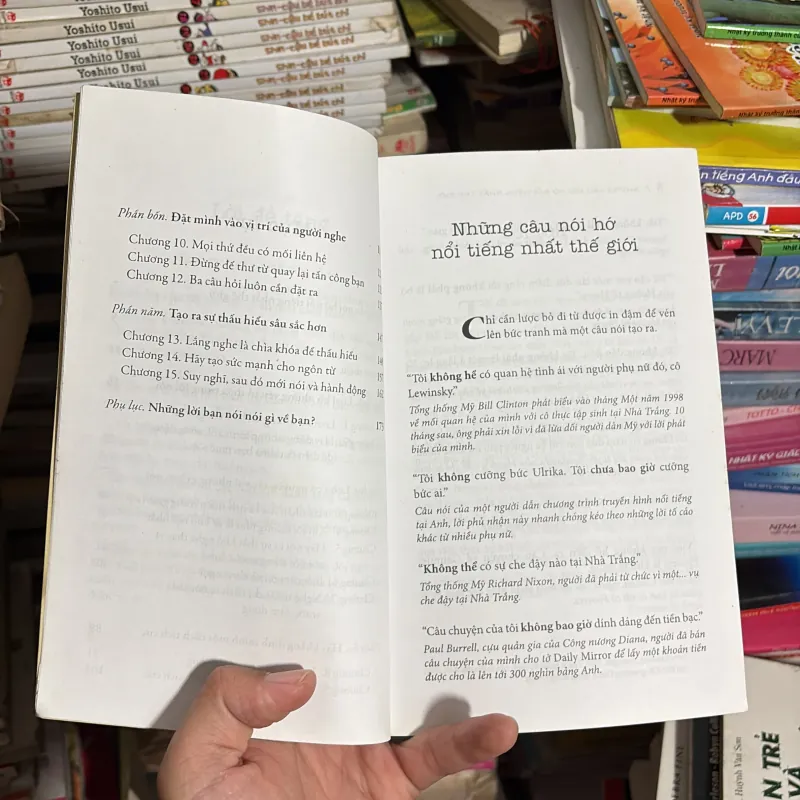 Yoshito Usui
Yoshito Usui
Yoshito Usui
Yoshito Usui
Yoshito Usui
Phần bốn. Đặt mình vào vị trí của người nghe
Chương 10. Mọi thứ đều có mối liên hệ
Chương 11. Đừng để thư từ quay lại tấn công bạn
Chương 12. Ba câu hỏi luôn cần đặt ra
Phần năm. Tạo ra sự thấu hiểu sâu sắc hơn
Chương 13. Lắng nghe là chìa khóa để thấu hiểu
Chương 14. Hãy tạo sức mạnh cho ngôn từ
Chương 15. Suy nghĩ, sau đó mới nói và hành động
Phụ lục. Những lời bạn nói nói gì về bạn?
Những câu nói hớ
nổi tiếng nhất thế giới
Chỉ cần lược bỏ đi từ được in đậm để vén
lên bức tranh mà một câu nói tạo ra.
“Tôi không hề có quan hệ tình ái với người phụ nữ đó, cô
Lewinsky.”
Tổng thống Mỹ Bill Clinton phát biểu vào tháng Một năm 1998
về mối quan hệ của mình với cô thực tập sinh tại Nhà Trắng. 10
tháng sau, ông phải xin lỗi vì đã lừa dối người dân Mỹ với lời phát
biểu của mình.
“Tôi không cưỡng bức Ulrika. Tôi chưa bao giờ cưỡng
bức ai.”
Câu nói của một người dẫn chương trình truyền hình nổi tiếng
tại Anh, lời phủ nhận này nhanh chóng kéo theo những lời tố cáo
khác từ nhiều phụ nữ.
“Không thể có sự che đậy nào tại Nhà Trắng.”
Tổng thống Mỹ Richard Nixon, người đã phải từ chức vì một... vụ
che đậy tại Nhà Trắng.
“Câu chuyện của tôi không bao giờ dính dáng đến tiền bạc.”
Paul Burrell, cựu quản gia của Công nương Diana, người đã bán
câu chuyện của mình cho tờ Daily Mirror để lấy một khoản tiền
được cho là lên tới 300 nghìn bảng Anh.
tiếng Anh đầu
APD 56
MARC
NHẬT KÝ
NINA
Huỳnh Van Sơn